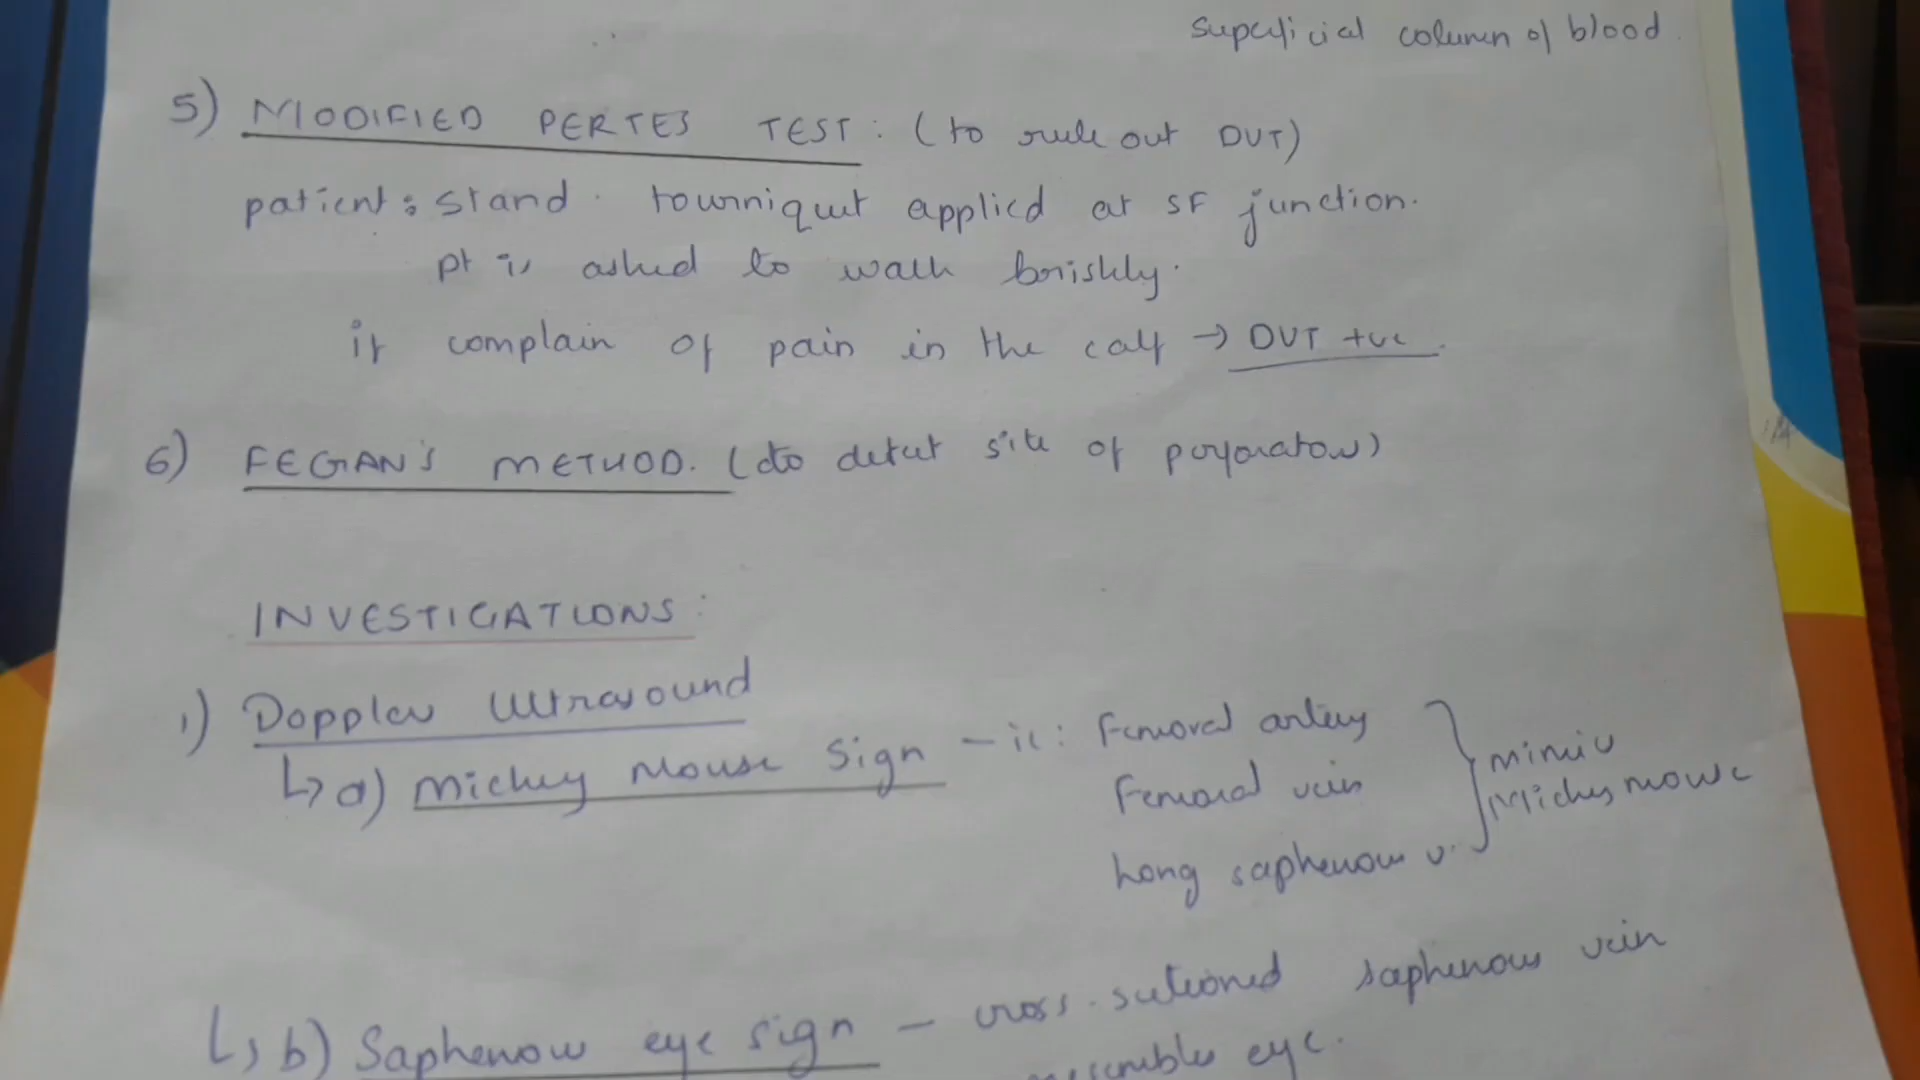 superficial column of blood.
5) MODIFIED PERTES TEST: (to rule out DVT)
patient: stand. tourniquet applied at SF junction.
pt is asked to walk briskly.
if complain of pain in the calf → DVT +ve.
6) FEGAN'S METHOD. (to detect site of perforators)
INVESTIGATIONS:
1) Doppler Ultrasound
↳ a) Mickey Mouse Sign - ie: Femoral artery
Femoral vein
Long saphenous v.
mimic
Mickey mouse
↳ b) Saphenous eye sign - cross-sectioned saphenous vein
resembles eye.